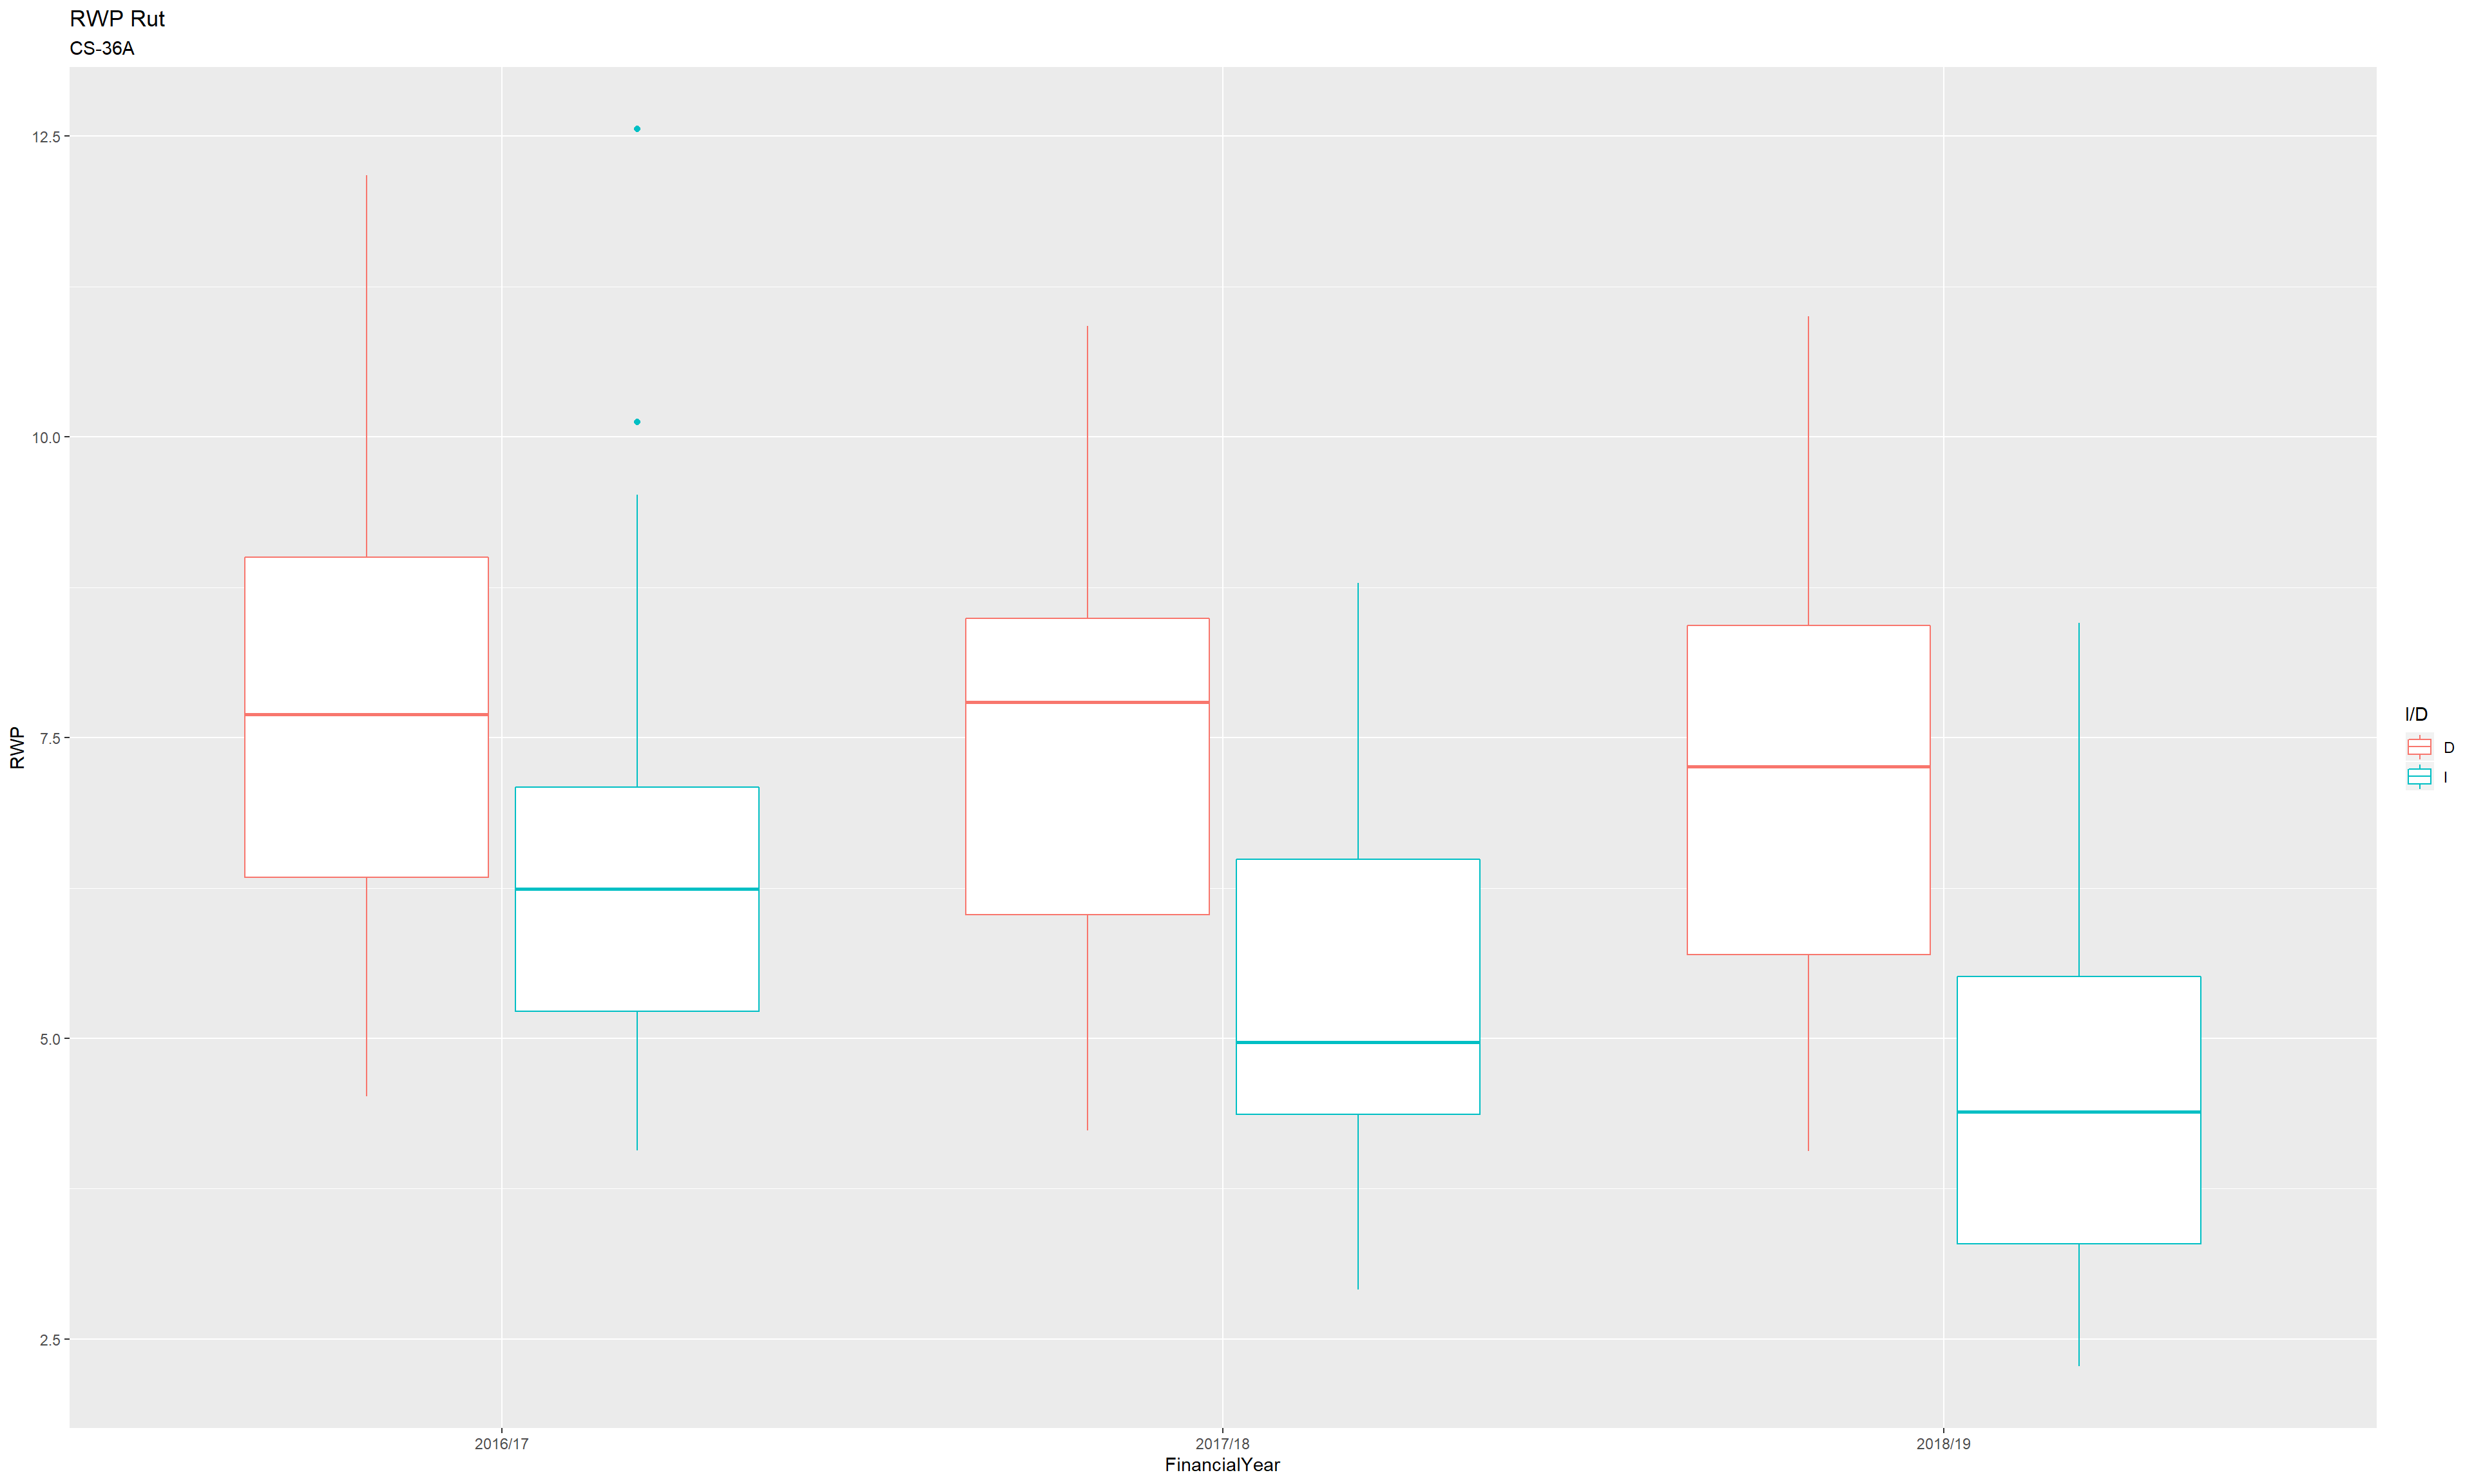 RWP Rut
CS-36A
12.5
10.0
7.5
5.0
2.5
RWP
2016/17
2017/18
2018/19
FinancialYear
I/D
D
I